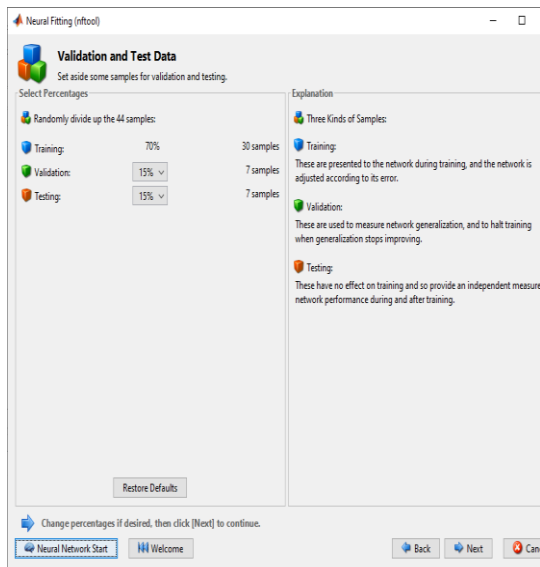 Neural Fitting (nftool)
Validation and Test Data
Set aside some samples for validation and testing.
Select Percentages
Randomly divide up the 44 samples:
Training: 70% 30 samples
Validation: 15% 7 samples
Testing: 15% 7 samples
Restore Defaults
Explanation
Three Kinds of Samples:
Training:
These are presented to the network during training, and the network is
adjusted according to its error.
Validation:
These are used to measure network generalization, and to halt training
when generalization stops improving.
Testing:
These have no effect on training and so provide an independent measure
network performance during and after training.
Change percentages if desired, then click [Next] to continue.
Neural Network Start
Welcome
Back
Next
Canc